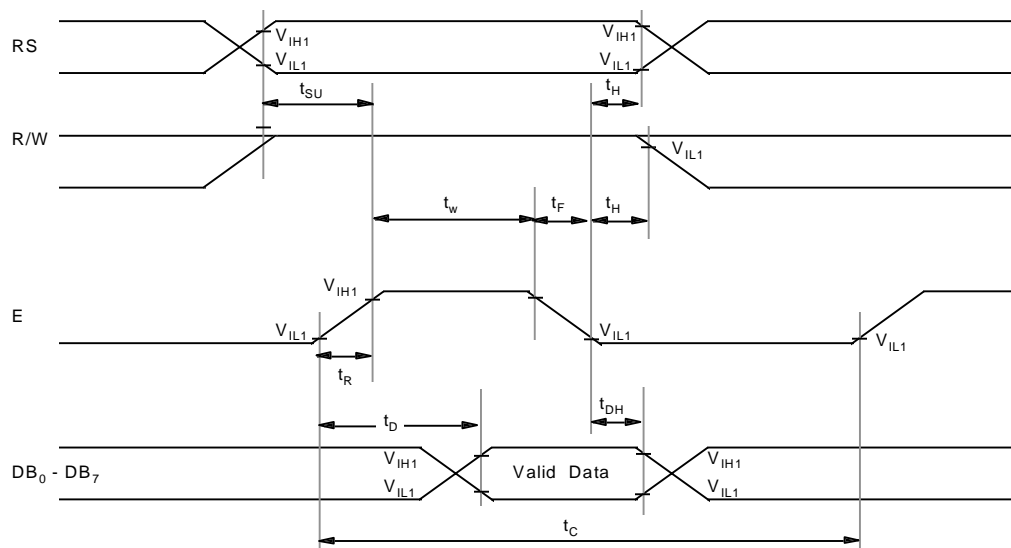 RS
V_IH1
V_IL1
V_IH1
V_IL1
t_SU
t_H
R/W
V_IL1
t_w
t_F
t_H
E
V_IH1
V_IL1
V_IL1
V_IL1
t_R
t_D
t_DH
DB_0 - DB_7
V_IH1
V_IL1
Valid Data
V_IH1
V_IL1
t_C